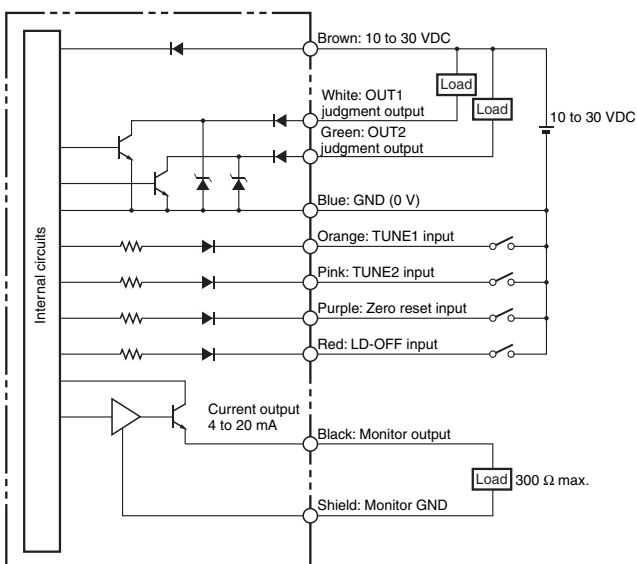 Brown: 10 to 30 VDC
Load
White: OUT1
judgment output
Load
10 to 30 VDC
Green: OUT2
judgment output
Blue: GND (0 V)
Internal circuits
Orange: TUNE1 input
Pink: TUNE2 input
Purple: Zero reset input
Red: LD-OFF input
Current output
4 to 20 mA
Black: Monitor output
Load
300 Ω max.
Shield: Monitor GND